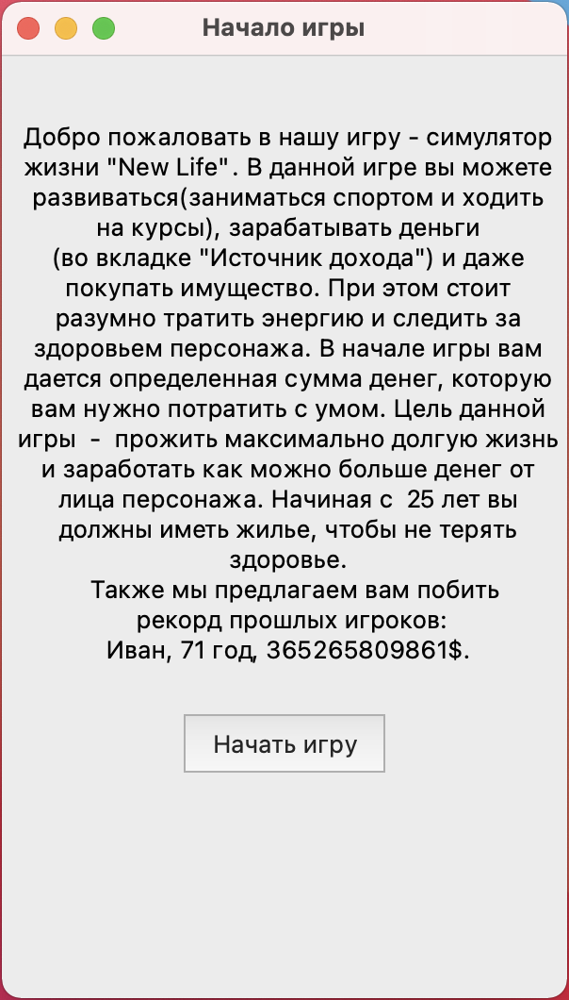 Начало игры
Добро пожаловать в нашу игру - симулятор
жизни "New Life". В данной игре вы можете
развиваться(заниматься спортом и ходить
на курсы), зарабатывать деньги
(во вкладке "Источник дохода") и даже
покупать имущество. При этом стоит
разумно тратить энергию и следить за
здоровьем персонажа. В начале игры вам
дается определенная сумма денег, которую
вам нужно потратить с умом. Цель данной
игры  -  прожить максимально долгую жизнь
и заработать как можно больше денег от
лица персонажа. Начиная с  25 лет вы
должны иметь жилье, чтобы не терять
здоровье.
Также мы предлагаем вам побить
рекорд прошлых игроков:
Иван, 71 год, 365265809861$.
Начать игру